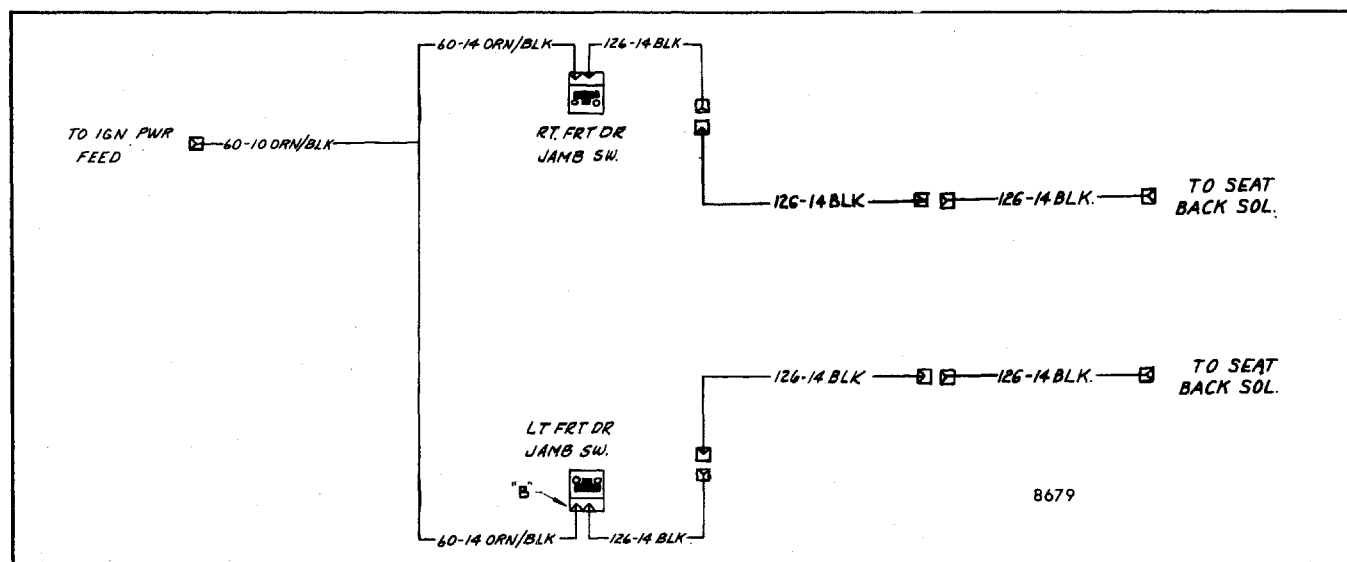 60-14 ORN/BLK
126-14 BLK
TO IGN. PWR
FEED
60-10 ORN/BLK
RT. FRT DR
JAMB SW.
126-14 BLK
126-14 BLK.
TO SEAT
BACK SOL.
126-14 BLK
126-14 BLK.
TO SEAT
BACK SOL.
LT FRT DR
JAMB SW.
"B"
8679
60-14 ORN/BLK
126-14 BLK